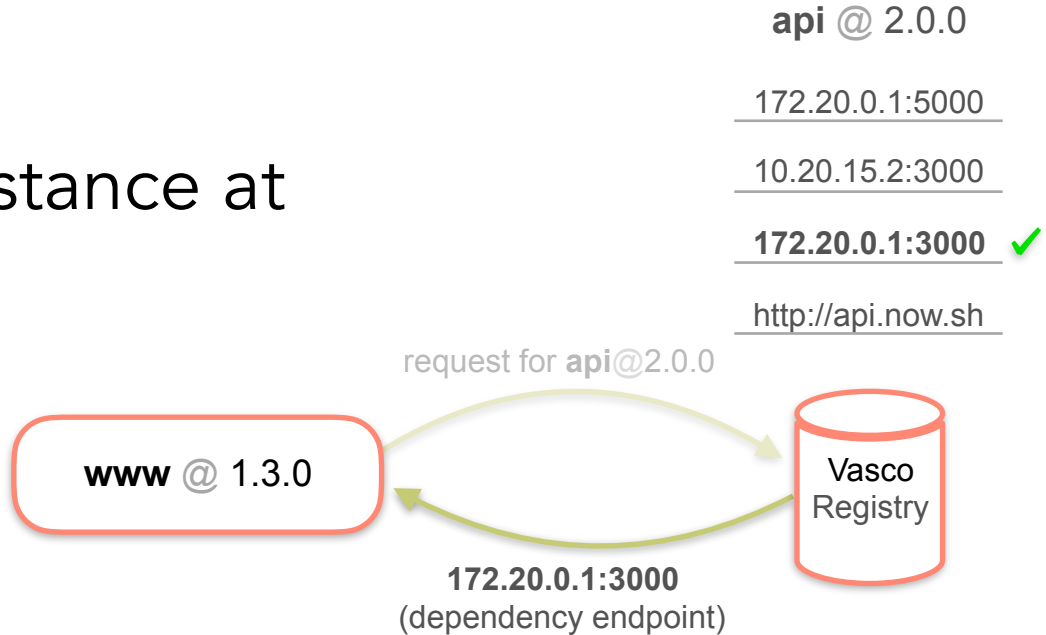 api @ 2.0.0
172.20.0.1:5000
10.20.15.2:3000
stance at
172.20.0.1:3000 ✓
http://api.now.sh
request for api@2.0.0
www @ 1.3.0
Vasco
Registry
172.20.0.1:3000
(dependency endpoint)